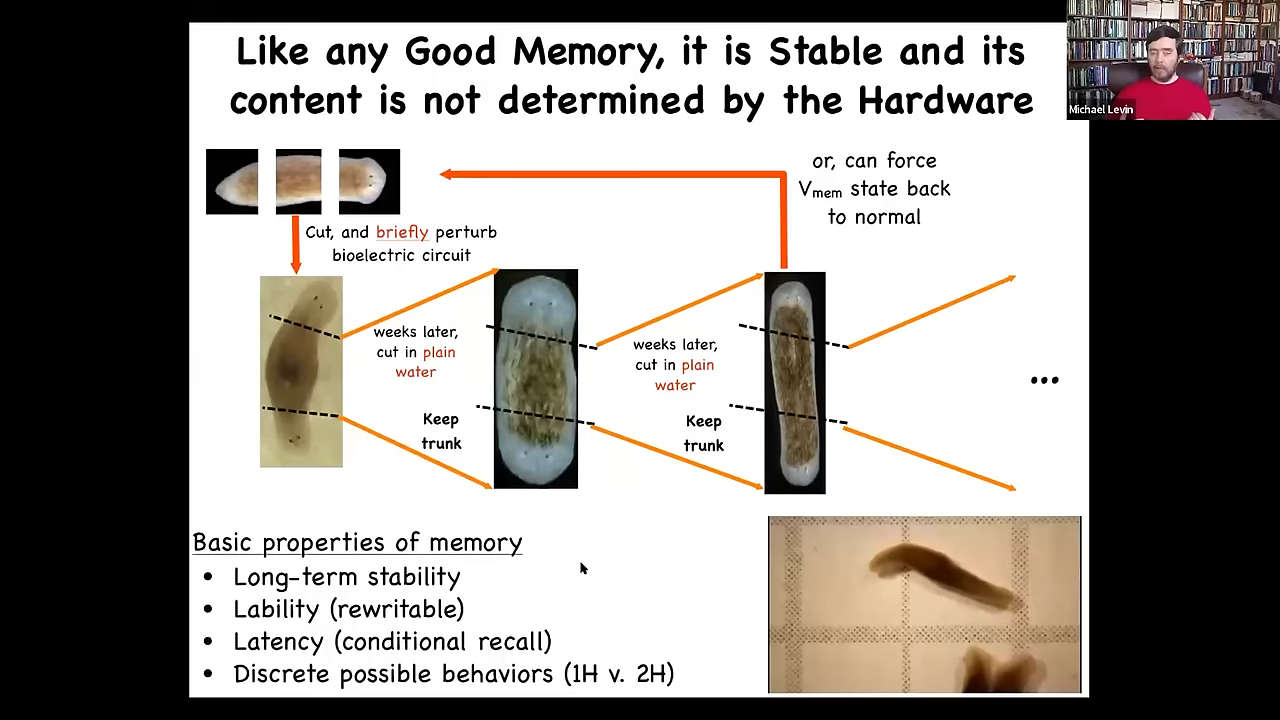 Like any Good Memory, it is Stable and its
content is not determined by the Hardware
Michael Levin
or, can force
Vmem state back
to normal
Cut, and briefly perturb
bioelectric circuit
weeks later,
cut in plain
water
Keep
trunk
weeks later,
cut in plain
water
Keep
trunk
...
Basic properties of memory
• Long-term stability
• Lability (rewritable)
• Latency (conditional recall)
• Discrete possible behaviors (1H v. 2H)